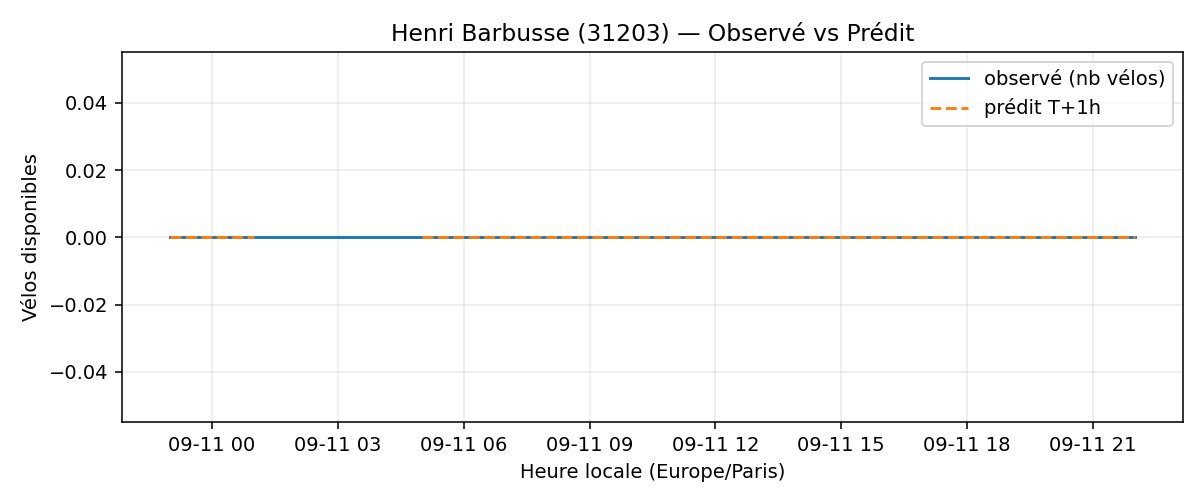 Henri Barbusse (31203) — Observé vs Prédit
observé (nb vélos)
prédit T+1h
Vélos disponibles
0.04
0.02
0.00
−0.02
−0.04
09-11 00
09-11 03
09-11 06
09-11 09
09-11 12
09-11 15
09-11 18
09-11 21
Heure locale (Europe/Paris)